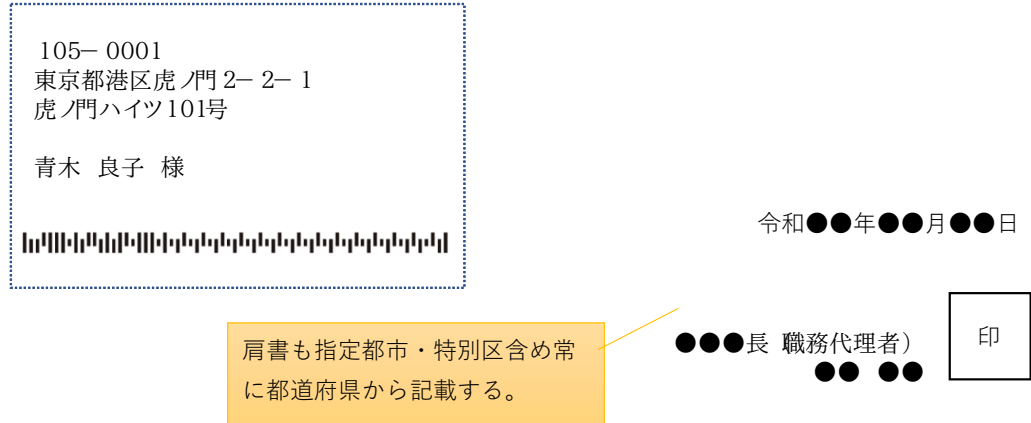 105－0001
東京都港区虎ノ門2－2－1
虎ノ門ハイツ101号
青木 良子 様
令和●●年●●月●●日
●●●長 職務代理者）
●● ●●
印
肩書も指定都市・特別区含め常
に都道府県から記載する。